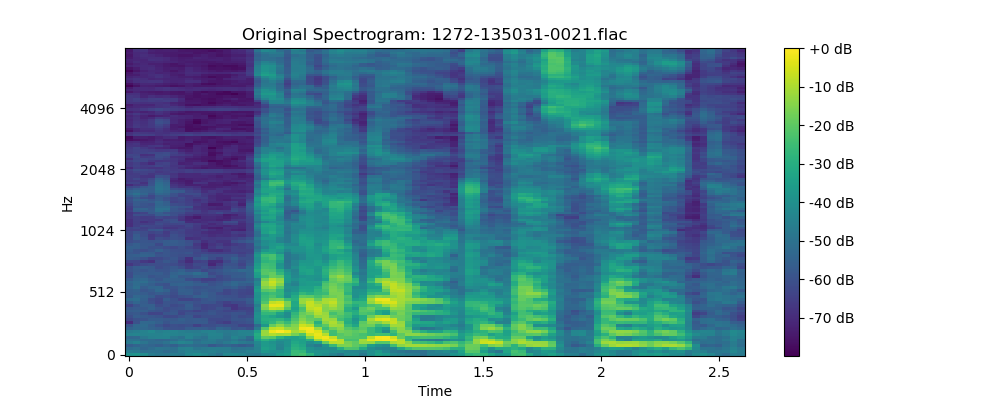 Original Spectrogram: 1272-135031-0021.flac
Hz
4096
2048
1024
512
0
0
0.5
1
1.5
2
2.5
Time
+0 dB
-10 dB
-20 dB
-30 dB
-40 dB
-50 dB
-60 dB
-70 dB